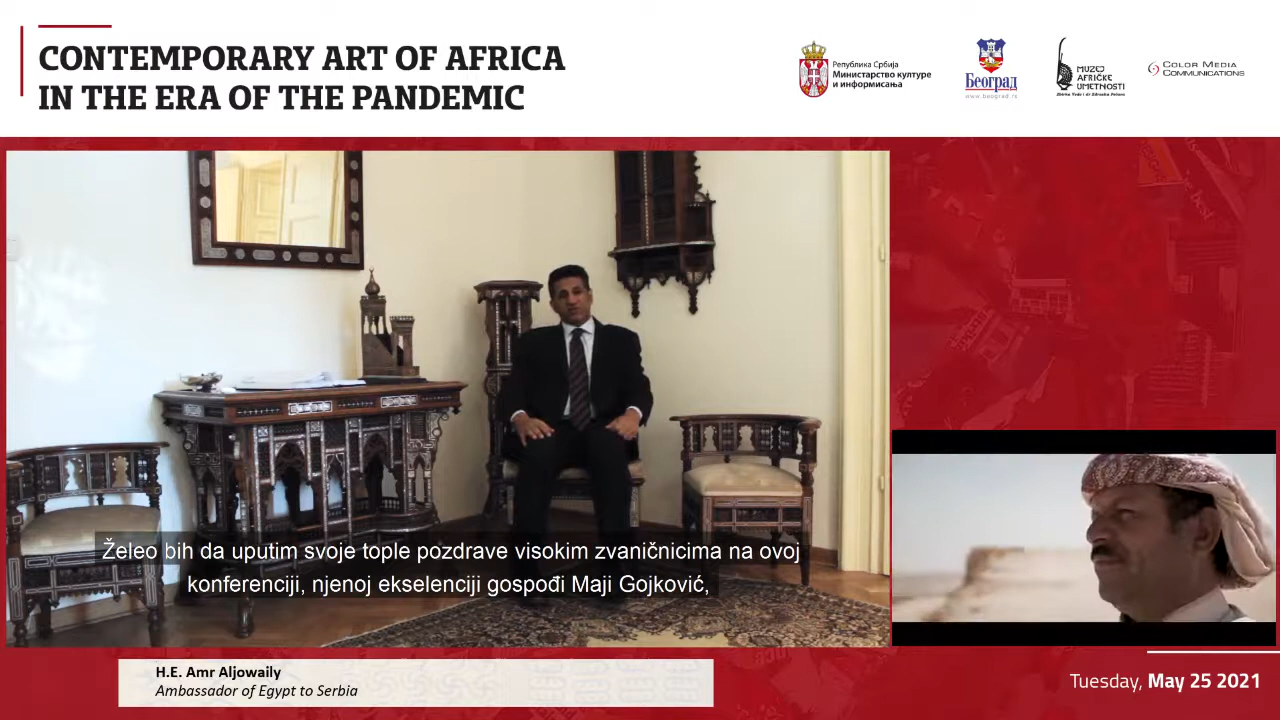 CONTEMPORARY ART OF AFRICA
IN THE ERA OF THE PANDEMIC
Република Србија
Министарство културе
и информисања
Београд
www.beograd.rs
MUZEJ
AFRIČKE
UMETNOSTI
COLOR MEDIA
COMMUNICATIONS
Želeo bih da uputim svoje tople pozdrave visokim zvaničnicima na ovoj
konferenciji, njenoj ekselenciji gospođi Maji Gojković,
H.E. Amr Aljowaily
Ambassador of Egypt to Serbia
Tuesday, May 25 2021